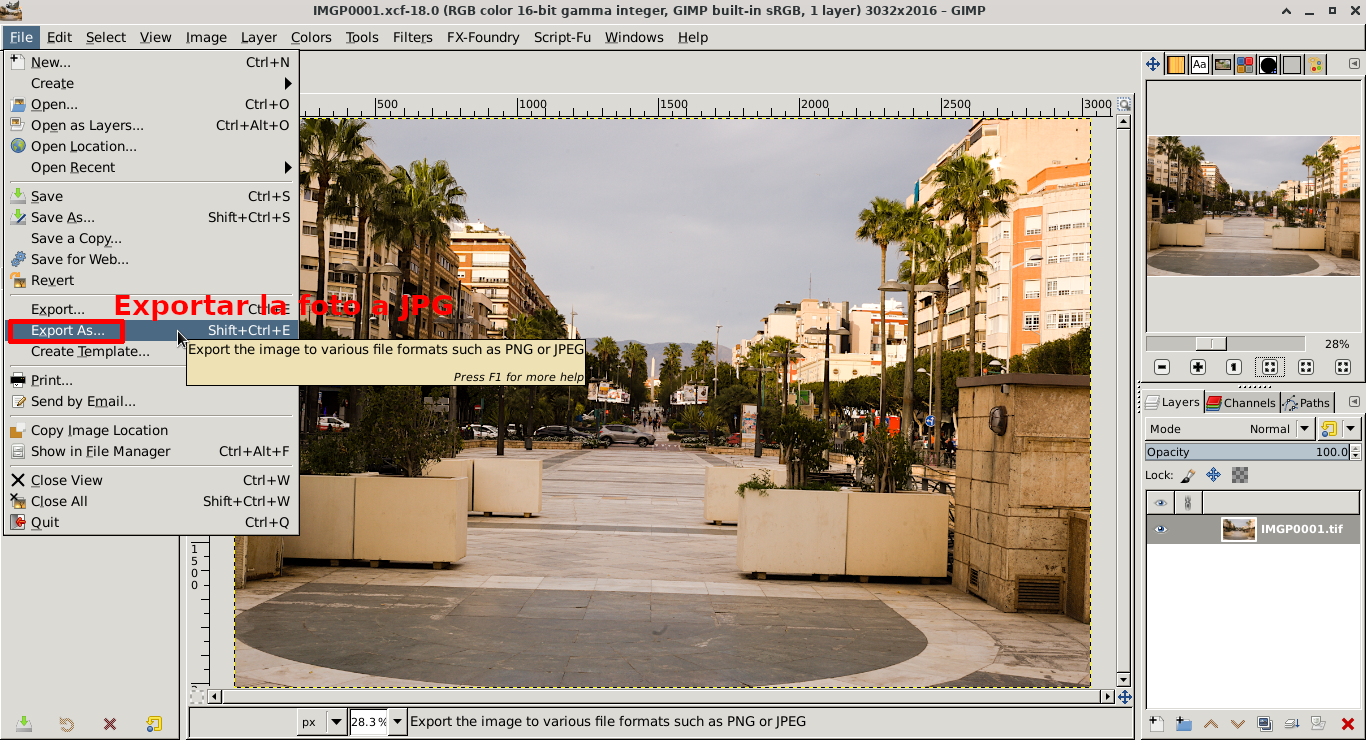 IMGP0001.xcf-18.0 (RGB color 16-bit gamma integer, GIMP built-in sRGB, 1 layer) 3032x2016 – GIMP
File Edit Select View Image Layer Colors Tools Filters FX-Foundry Script-Fu Windows Help
New... Ctrl+N
Create
Open... Ctrl+O
Open as Layers... Ctrl+Alt+O
Open Location...
Open Recent
Save Ctrl+S
Save As... Shift+Ctrl+S
Save a Copy...
Save for Web...
Revert
Export... Ctrl+E
Exportar la foto a JPG
Export As... Shift+Ctrl+E
Create Template...
Export the image to various file formats such as PNG or JPEG
Press F1 for more help
Print...
Send by Email...
Copy Image Location
Show in File Manager Ctrl+Alt+F
Close View Ctrl+W
Close All Shift+Ctrl+W
Quit Ctrl+Q
500 1000 1500 2000 2500 3000
1500
px 28.3 % Export the image to various file formats such as PNG or JPEG
Aa
28%
1
Layers Channels Paths
Mode Normal
Opacity 100.0
Lock:
IMGP0001.tif